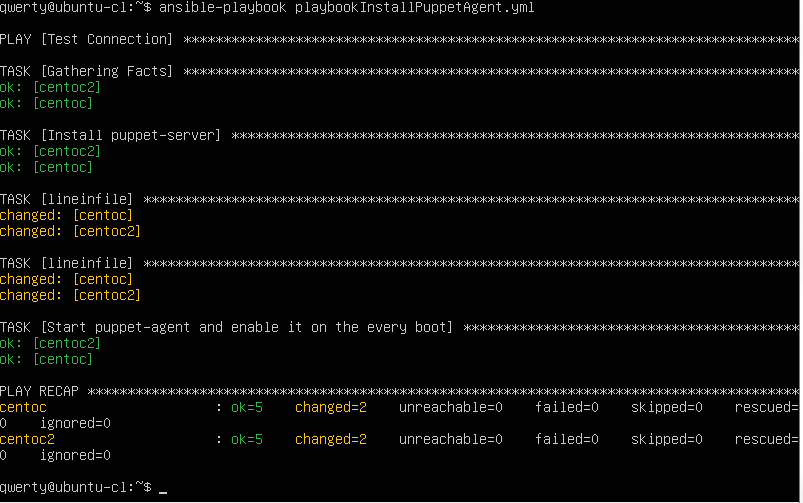 qwerty@ubuntu-cl:~$ ansible-playbook playbookInstallPuppetAgent.yml
PLAY [Test Connection] *************************************************************************
TASK [Gathering Facts] *************************************************************************
ok: [centoc2]
ok: [centoc]
TASK [Install puppet-server] *******************************************************************
ok: [centoc2]
ok: [centoc]
TASK [lineinfile] ******************************************************************************
changed: [centoc]
changed: [centoc2]
TASK [lineinfile] ******************************************************************************
changed: [centoc]
changed: [centoc2]
TASK [Start puppet-agent and enable it on the every boot] **************************************
ok: [centoc2]
ok: [centoc]
PLAY RECAP *************************************************************************************
centoc                     : ok=5    changed=2    unreachable=0    failed=0    skipped=0    rescued=
0    ignored=0
centoc2                    : ok=5    changed=2    unreachable=0    failed=0    skipped=0    rescued=
0    ignored=0
qwerty@ubuntu-cl:~$ _